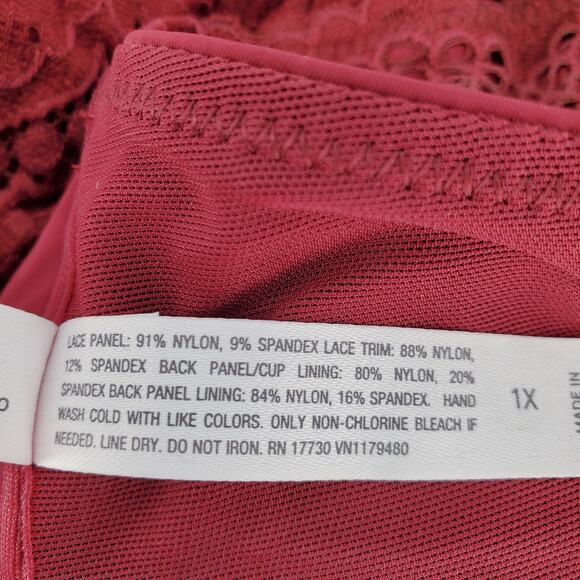 LACE PANEL: 91% NYLON, 9% SPANDEX LACE TRIM: 88% NYLON,
12% SPANDEX BACK PANEL/CUP LINING: 80% NYLON, 20%
SPANDEX BACK PANEL LINING: 84% NYLON, 16% SPANDEX. HAND
WASH COLD WITH LIKE COLORS. ONLY NON-CHLORINE BLEACH IF
NEEDED. LINE DRY. DO NOT IRON. RN 17730 VN1179480
1X
MADE IN